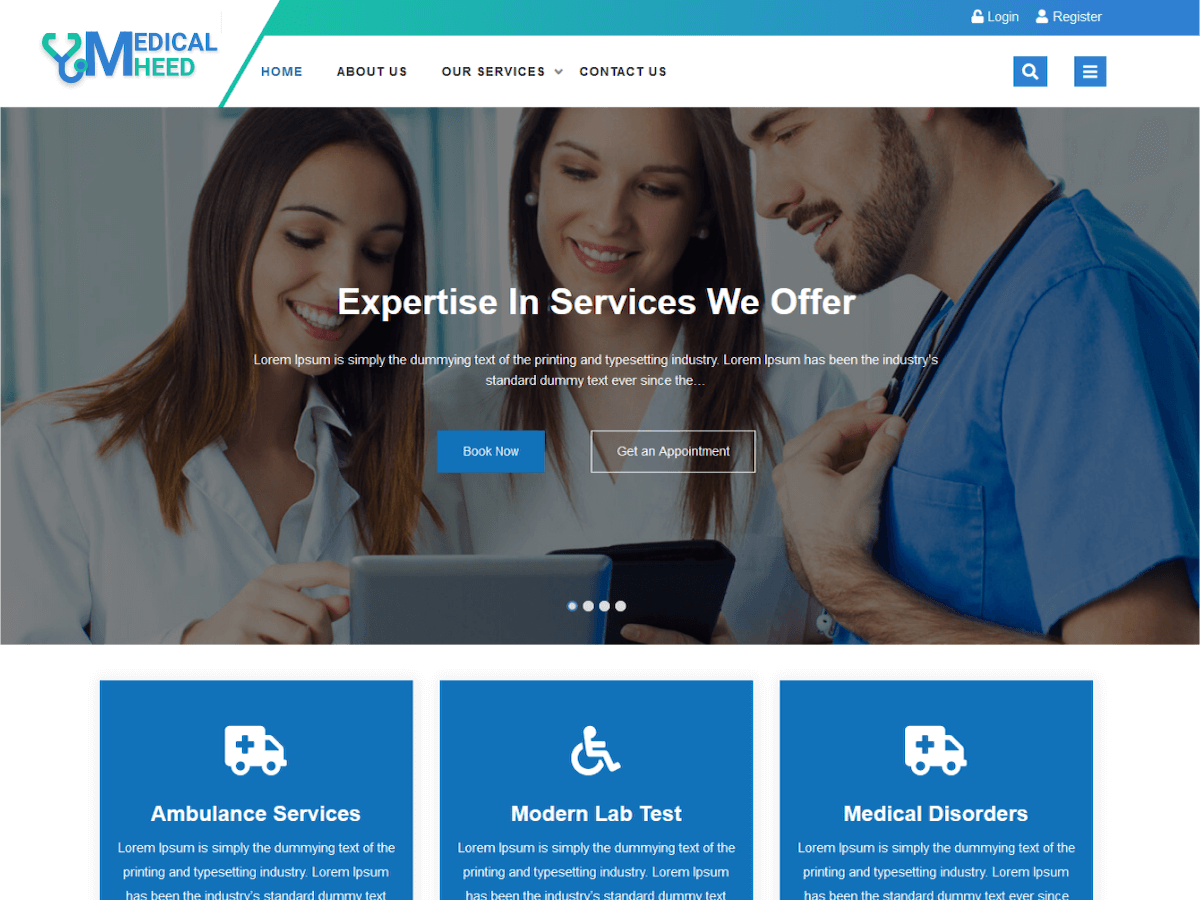 Login Register
MEDICAL
HEED
HOME ABOUT US OUR SERVICES CONTACT US
Expertise In Services We Offer
Lorem Ipsum is simply the dummying text of the printing and typesetting industry. Lorem Ipsum has been the industry's
standard dummy text ever since the...
Book Now Get an Appointment
Ambulance Services
Lorem Ipsum is simply the dummying text of the
printing and typesetting industry. Lorem Ipsum
has been the industry's standard dummy text
Modern Lab Test
Lorem Ipsum is simply the dummying text of the
printing and typesetting industry. Lorem Ipsum
has been the industry's standard dummy text
Medical Disorders
Lorem Ipsum is simply the dummying text of the
printing and typesetting industry. Lorem Ipsum
has been the industry's standard dummy text ever since